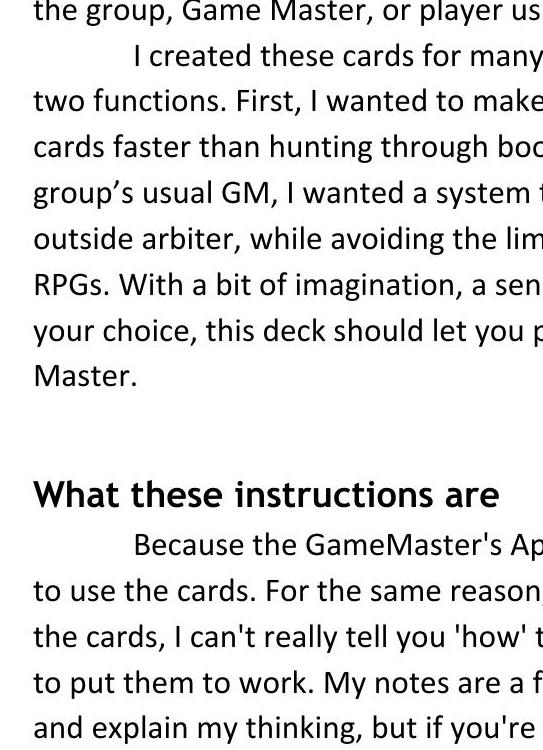 the group, Game Master, or player us
I created these cards for many
two functions. First, I wanted to make
cards faster than hunting through boo
group’s usual GM, I wanted a system
outside arbiter, while avoiding the lim
RPGs. With a bit of imagination, a sen
your choice, this deck should let you p
Master.
What these instructions are
Because the GameMaster's Ap
to use the cards. For the same reason,
the cards, I can't really tell you 'how' t
to put them to work. My notes are a f
and explain my thinking, but if you're